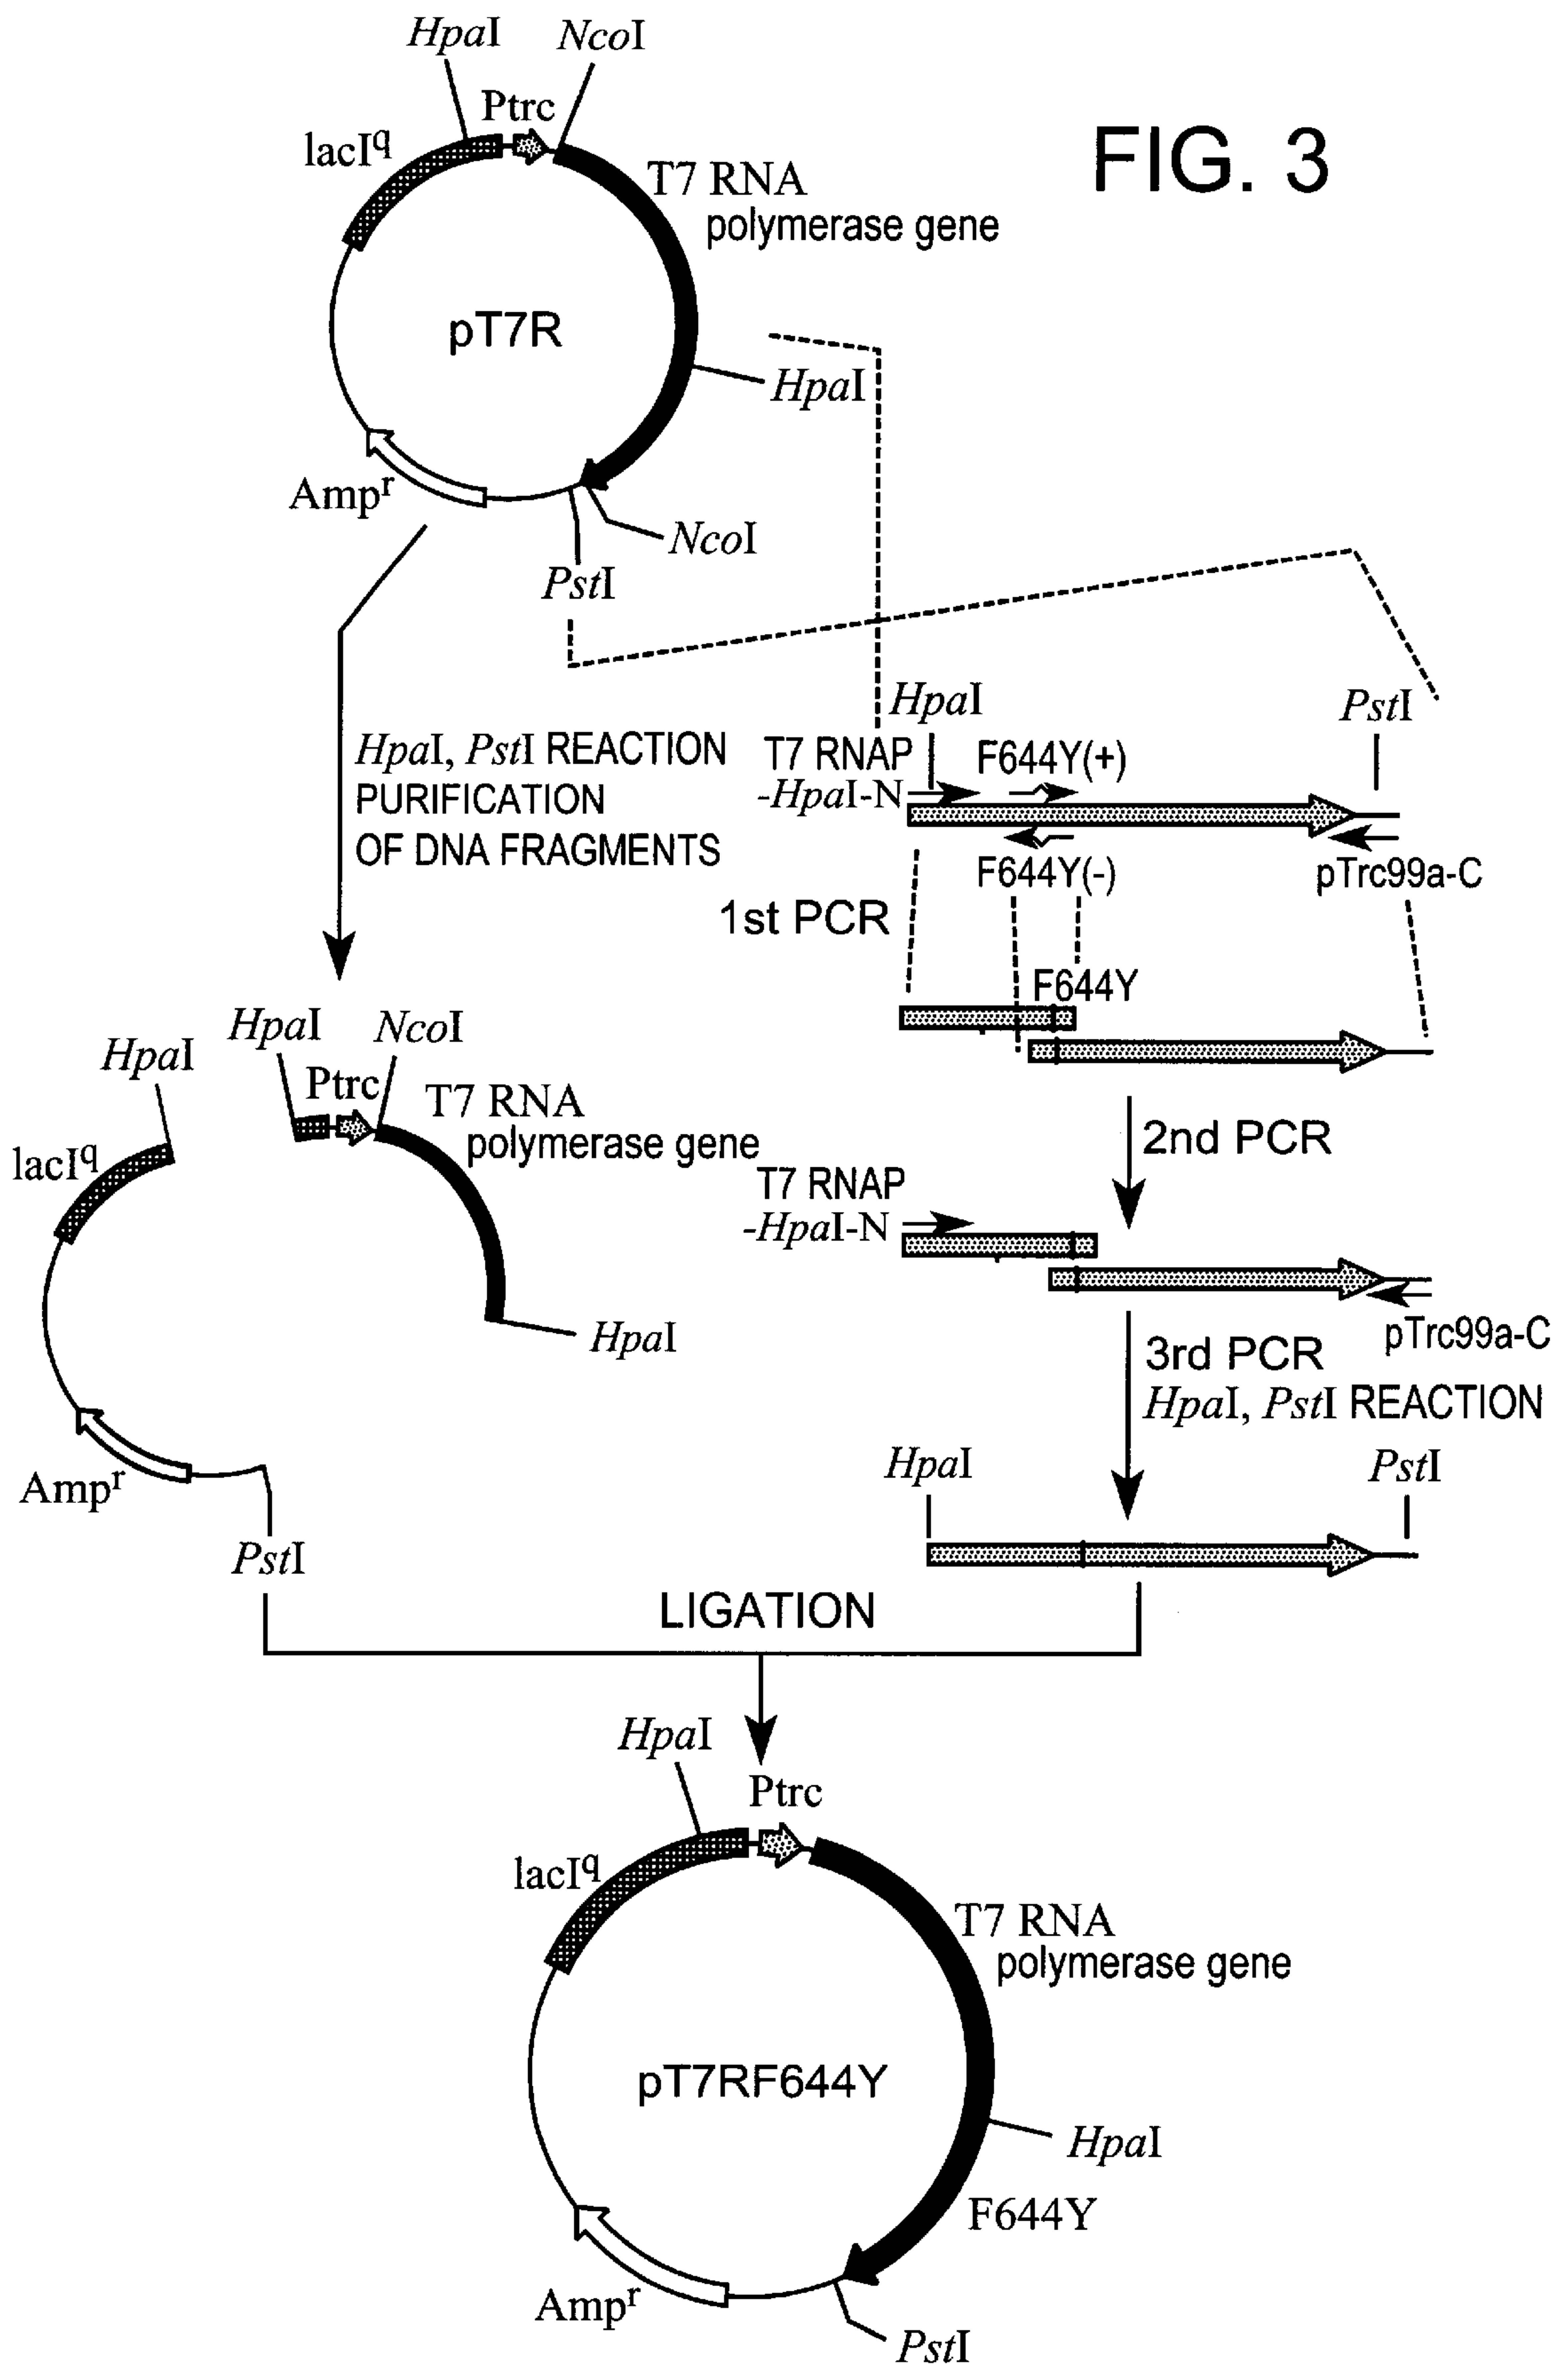 FIG. 3
HpaI
NcoI
Ptrc
lacIq
T7 RNA
polymerase gene
pT7R
HpaI
Ampr
NcoI
PstI
HpaI, PstI REACTION
PURIFICATION
OF DNA FRAGMENTS
HpaI
PstI
T7 RNAP
-HpaI-N
F644Y(+)
F644Y(-)
pTrc99a-C
1st PCR
F644Y
2nd PCR
T7 RNAP
-HpaI-N
pTrc99a-C
3rd PCR
HpaI, PstI REACTION
HpaI
PstI
HpaI
HpaI
NcoI
Ptrc
lacIq
T7 RNA
polymerase gene
HpaI
Ampr
PstI
LIGATION
HpaI
Ptrc
lacIq
T7 RNA
polymerase gene
pT7RF644Y
HpaI
F644Y
Ampr
PstI